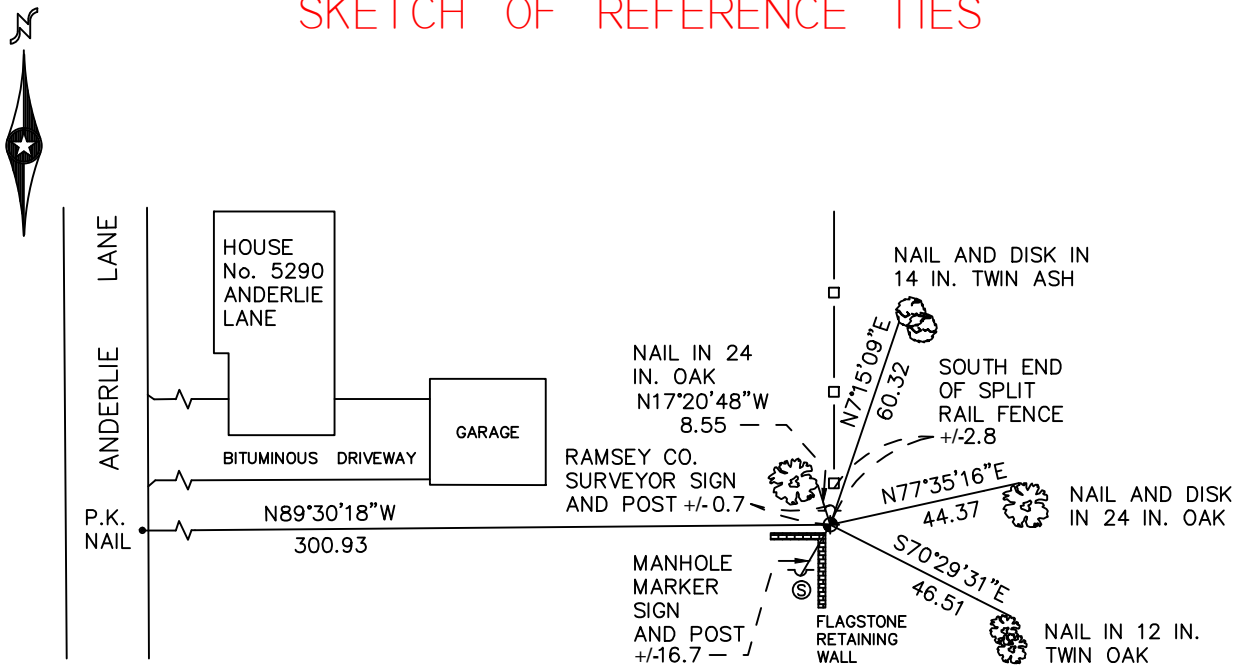 SKETCH OF REFERENCE TIES
N
ANDERLIE LANE
HOUSE
No. 5290
ANDERLIE
LANE
GARAGE
BITUMINOUS DRIVEWAY
P.K.
NAIL
N89°30'18"W
300.93
NAIL IN 24
IN. OAK
N17°20'48"W
8.55
RAMSEY CO.
SURVEYOR SIGN
AND POST +/-0.7
NAIL AND DISK IN
14 IN. TWIN ASH
N7°15'09"E
60.32
SOUTH END
OF SPLIT
RAIL FENCE
+/-2.8
N77°35'16"E
44.37
NAIL AND DISK
IN 24 IN. OAK
S70°29'31"E
46.51
NAIL IN 12 IN.
TWIN OAK
MANHOLE
MARKER
SIGN
AND POST
+/-16.7
S
FLAGSTONE
RETAINING
WALL